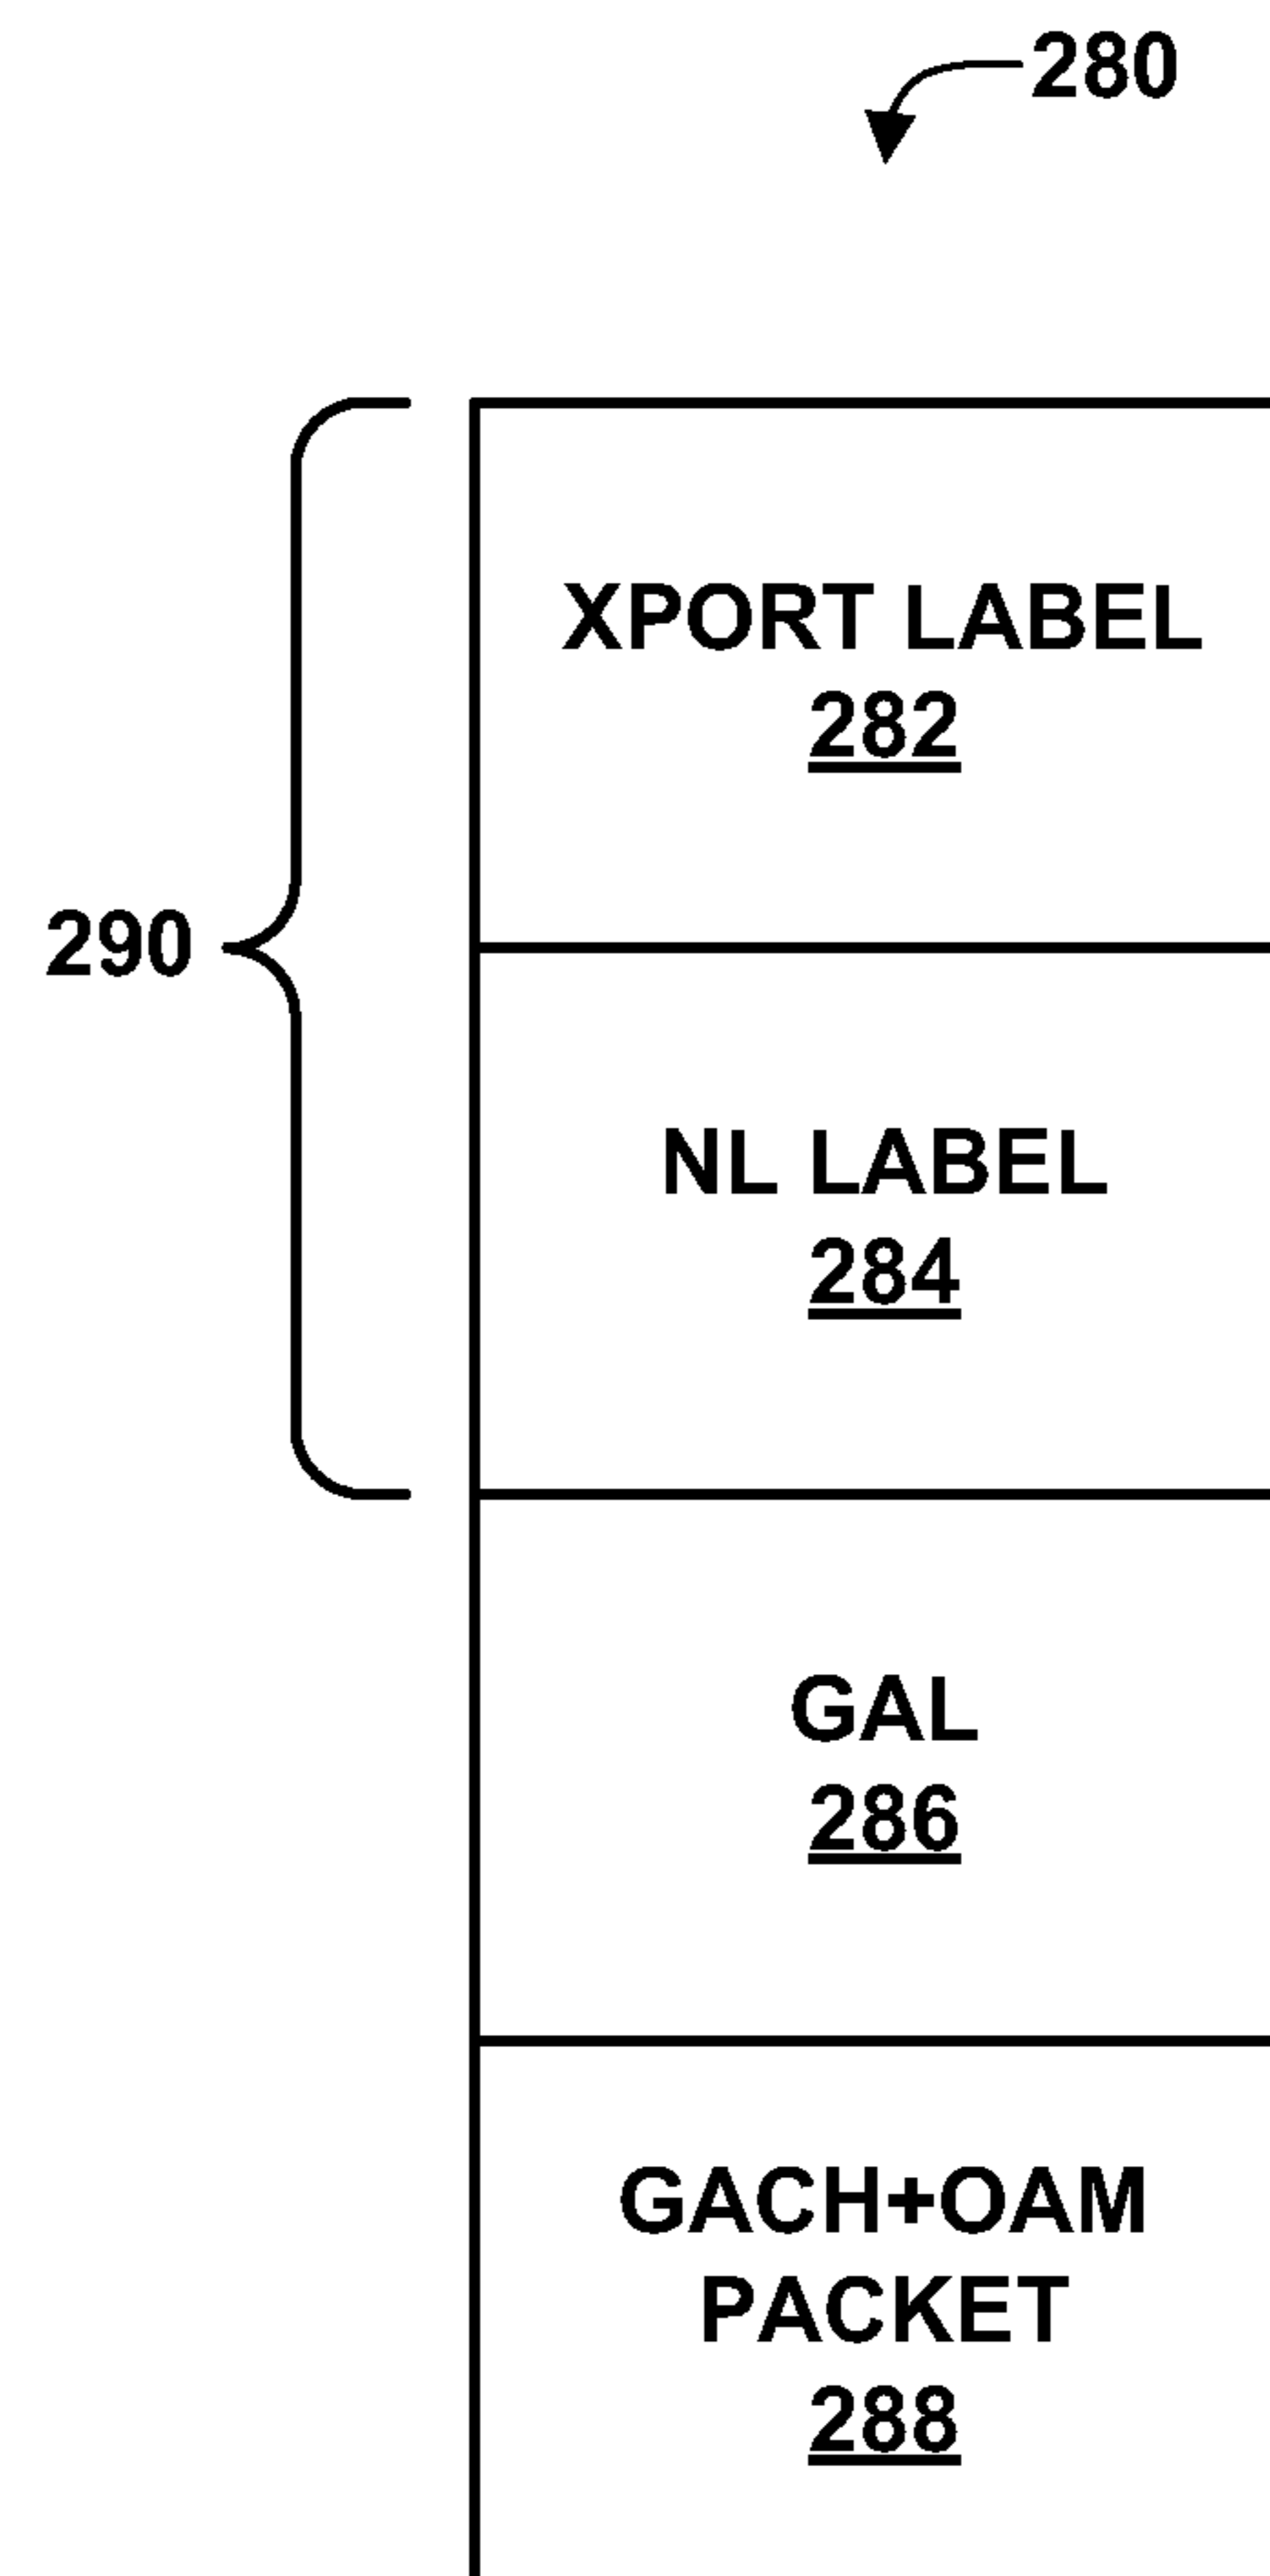 280
XPORT LABEL
282
290
NL LABEL
284
GAL
286
GACH+OAM
PACKET
288